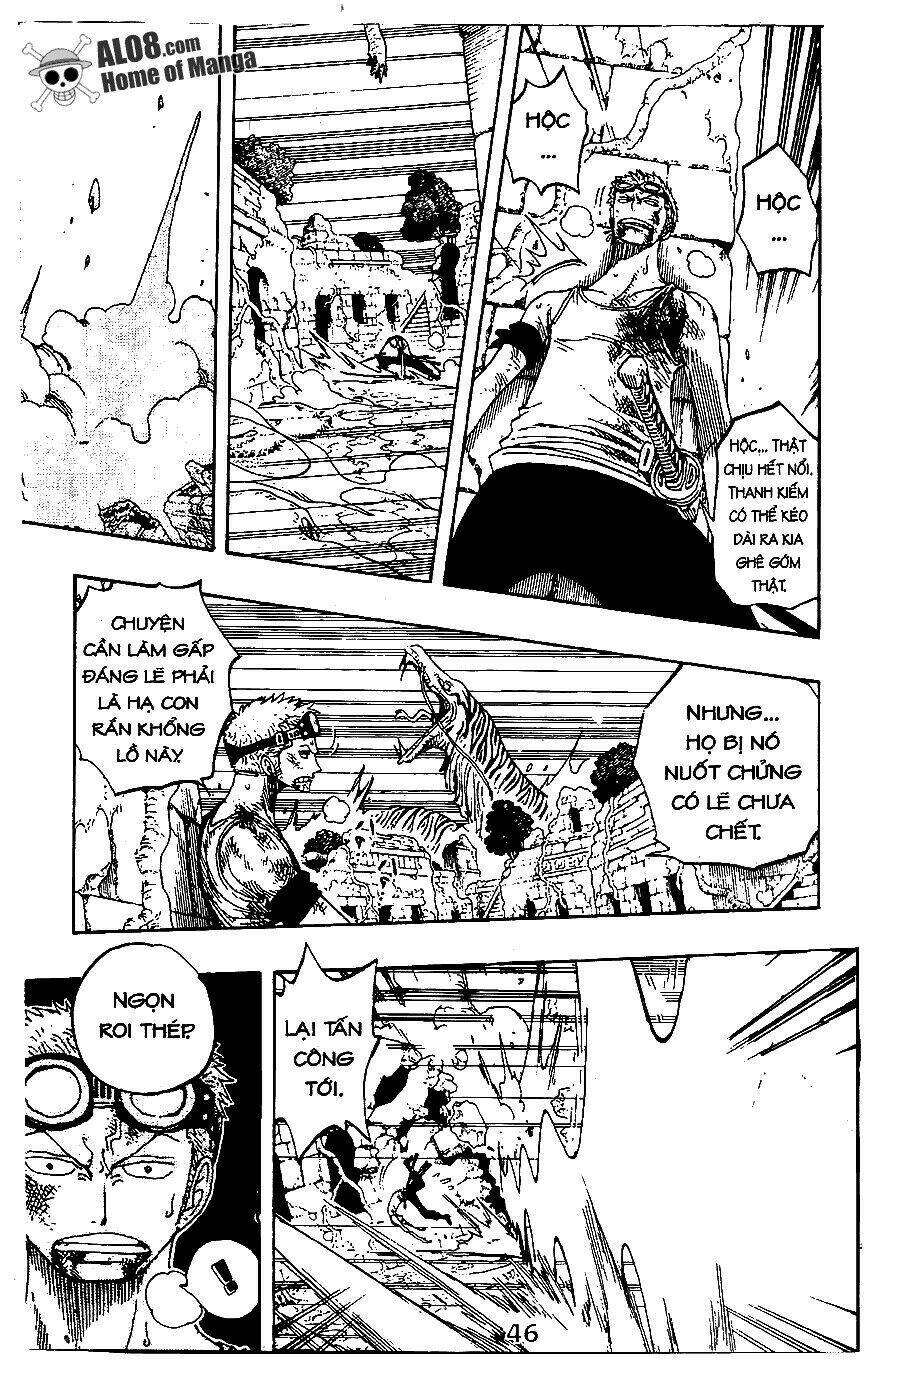 AL08.com
Home of Manga
HỘC
...
HỘC
...
HỘC... THẬT
CHỊU HẾT NỔI.
THANH KIẾM
CÓ THỂ KÉO
DÀI RA KIA
GHÊ GỚM
THẬT.
NHƯNG...
HỌ BỊ NÓ
NUỐT CHỬNG
CÓ LẼ CHƯA
CHẾT.
CHUYỆN
CẦN LÀM GẤP
ĐÁNG LẼ PHẢI
LÀ HẠ CON
RẮN KHỔNG
LỒ NÀY.
LẠI TẤN
CÔNG
TỚI.
NGỌN
ROI THÉP.
!
46